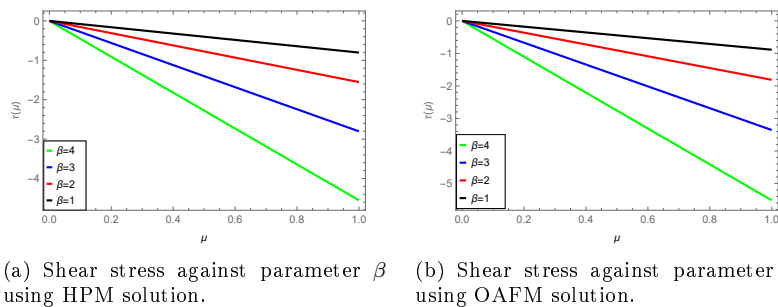 0
−1
−2
−3
−4
τ(μ)
β=4
β=3
β=2
β=1
0.0 0.2 0.4 0.6 0.8 1.0
μ
0
−1
−2
−3
−4
−5
τ(μ)
β=4
β=3
β=2
β=1
0.0 0.2 0.4 0.6 0.8 1.0
μ
(a) Shear stress against parameter β
using HPM solution.
(b) Shear stress against parameter
using OAFM solution.